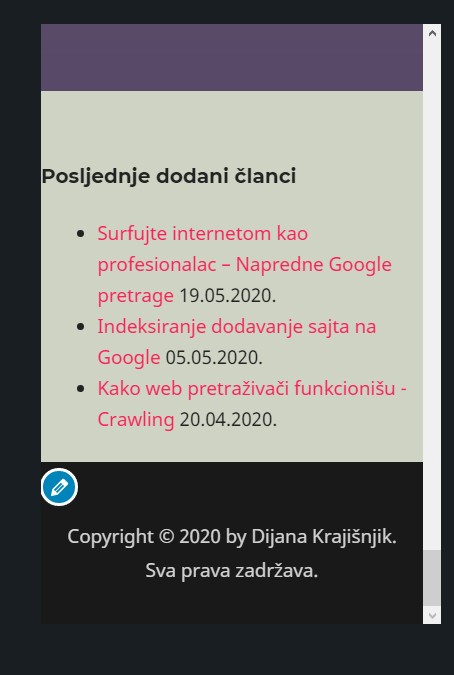 Posljednje dodani članci
Surfujte internetom kao
profesionalac – Napredne Google
pretrage 19.05.2020.
Indeksiranje dodavanje sajta na
Google 05.05.2020.
Kako web pretraživači funkcionišu -
Crawling 20.04.2020.
Copyright © 2020 by Dijana Krajišnjik.
Sva prava zadržava.